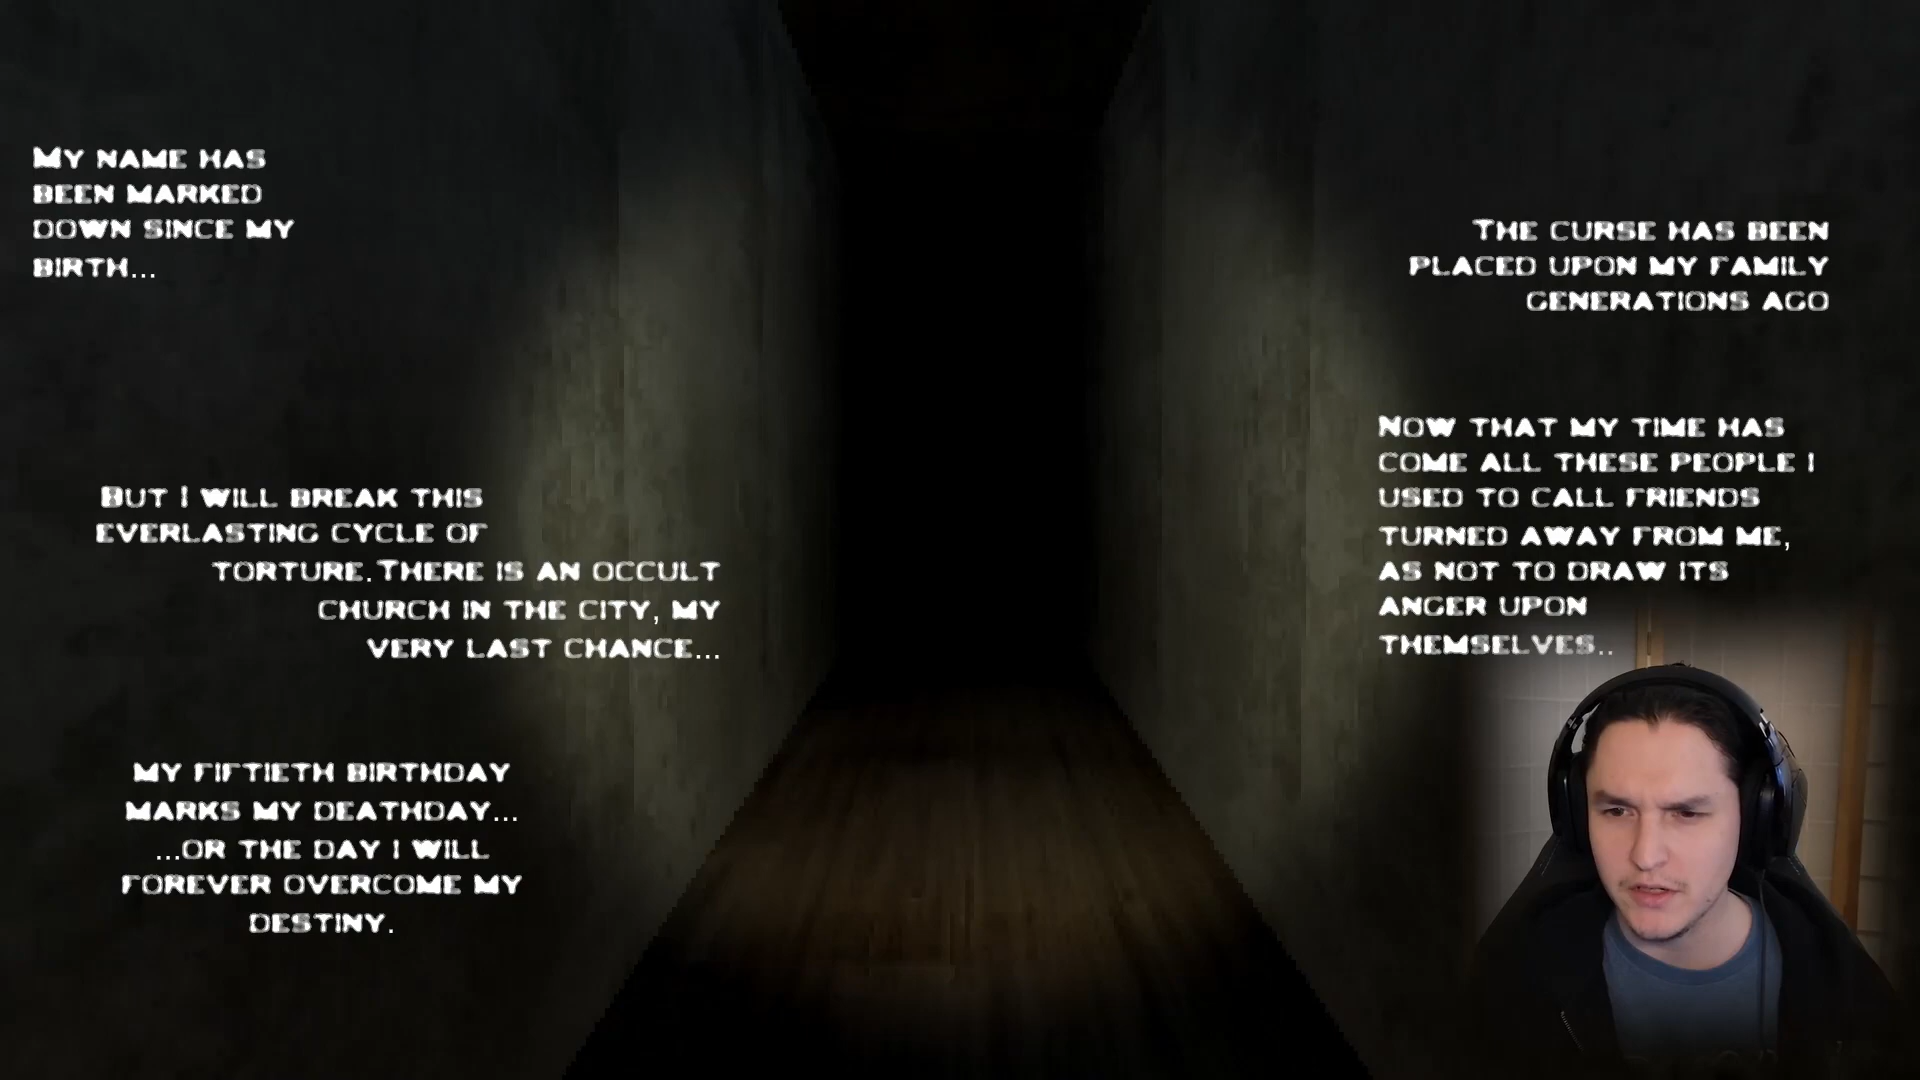 My name has
been marked
down since my
birth...
The curse has been
placed upon my family
generations ago
Now that my time has
come all these people I
used to call friends
turned away from me,
as not to draw its
anger upon
themselves..
But I will break this
everlasting cycle of
torture. There is an occult
church in the city, my
very last chance...
My fiftieth birthday
marks my deathday...
...or the day I will
forever overcome my
destiny.